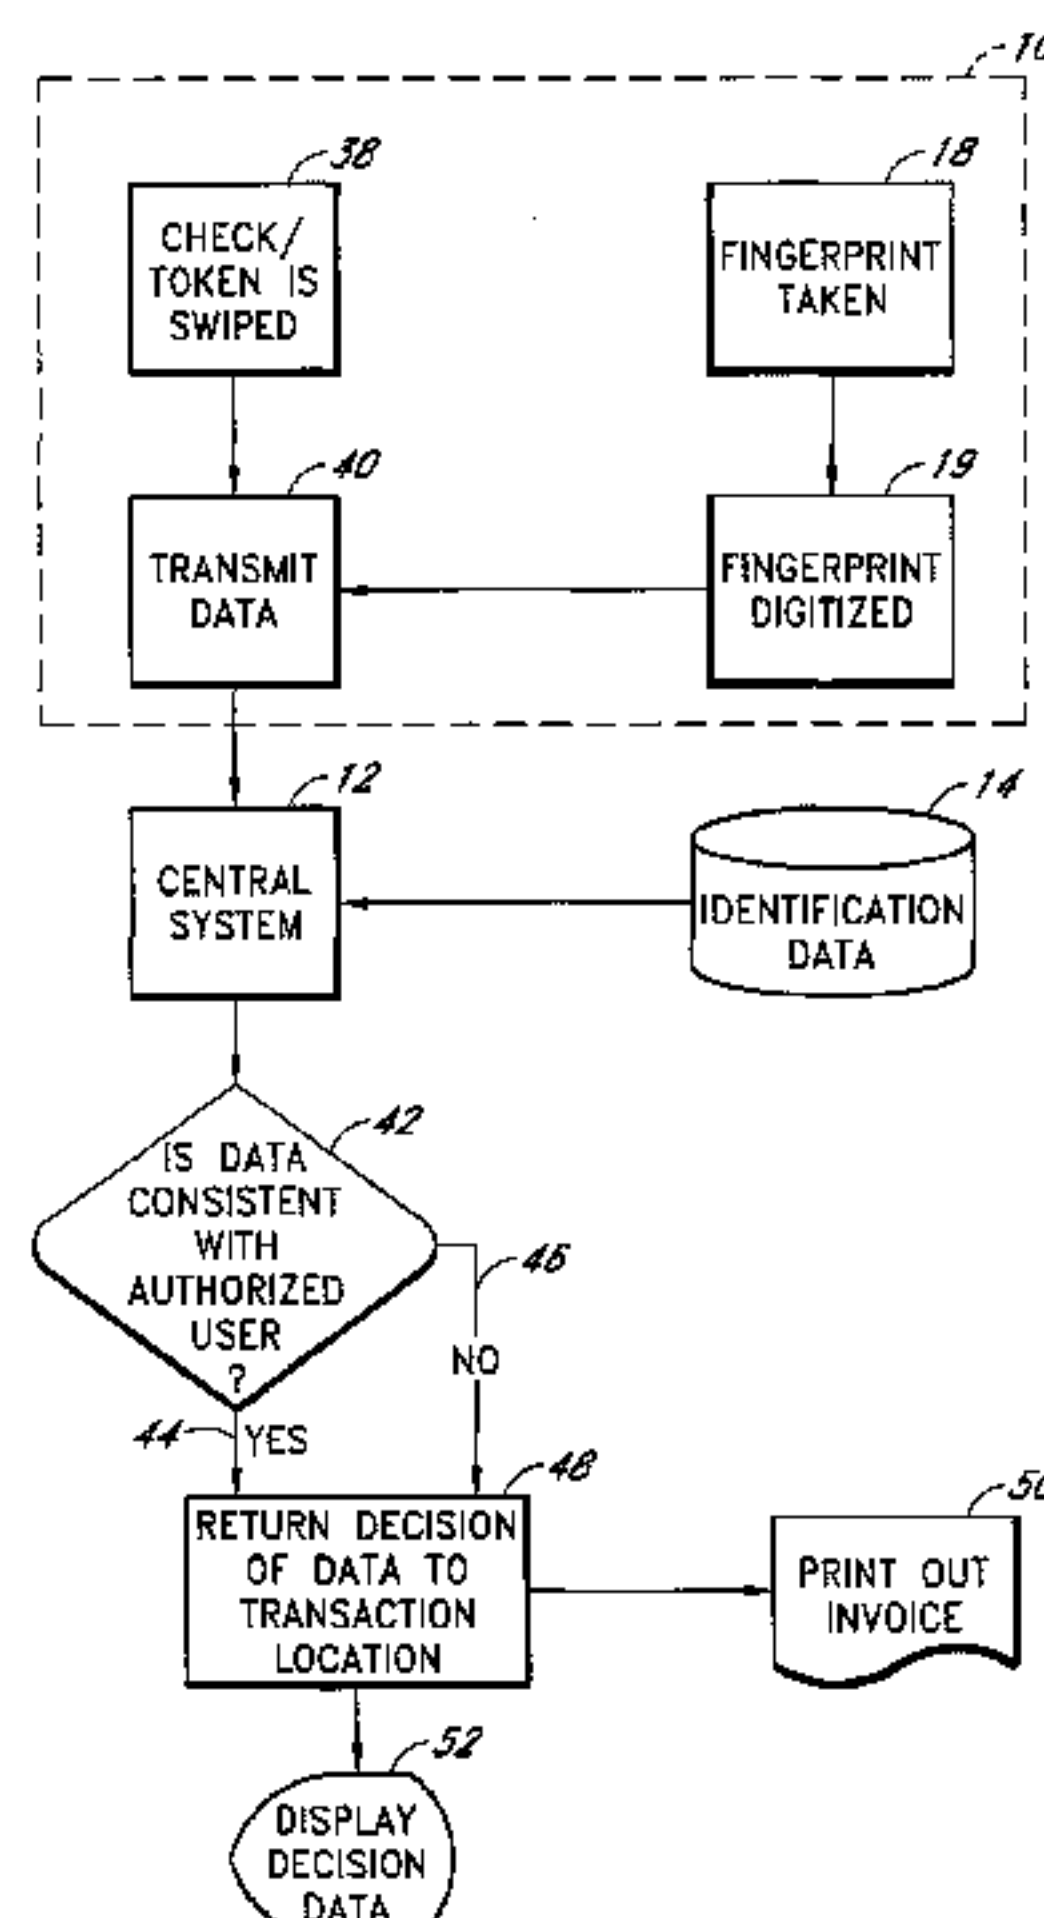 10
38
CHECK/
TOKEN IS
SWIPED
18
FINGERPRINT
TAKEN
40
TRANSMIT
DATA
19
FINGERPRINT
DIGITIZED
12
CENTRAL
SYSTEM
14
IDENTIFICATION
DATA
42
IS DATA
CONSISTENT
WITH
AUTHORIZED
USER
?
46
NO
44
YES
48
RETURN DECISION
OF DATA TO
TRANSACTION
LOCATION
50
PRINT OUT
INVOICE
52
DISPLAY
DECISION
DATA